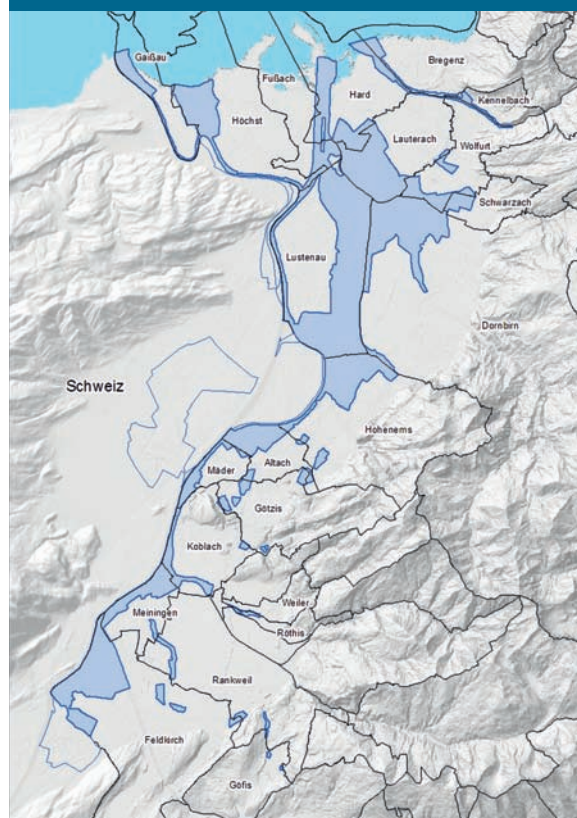 Gaißau
Bregenz
Fußach
Hard
Kennelbach
Höchst
Lauterach
Wolfurt
Schwarzach
Lustenau
Dornbirn
Schweiz
Hohenems
Mäder
Altach
Götzis
Koblach
Weiler
Meiningen
Röthis
Rankweil
Feldkirch
Göfis